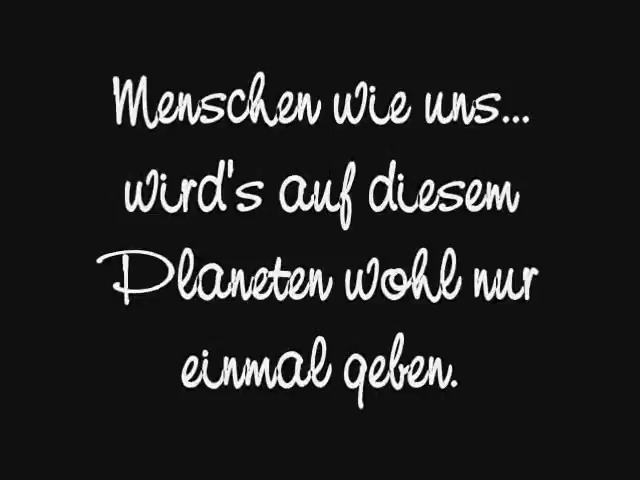 Menschen wie uns...
wird's auf diesem
Planeten wohl nur
einmal geben.